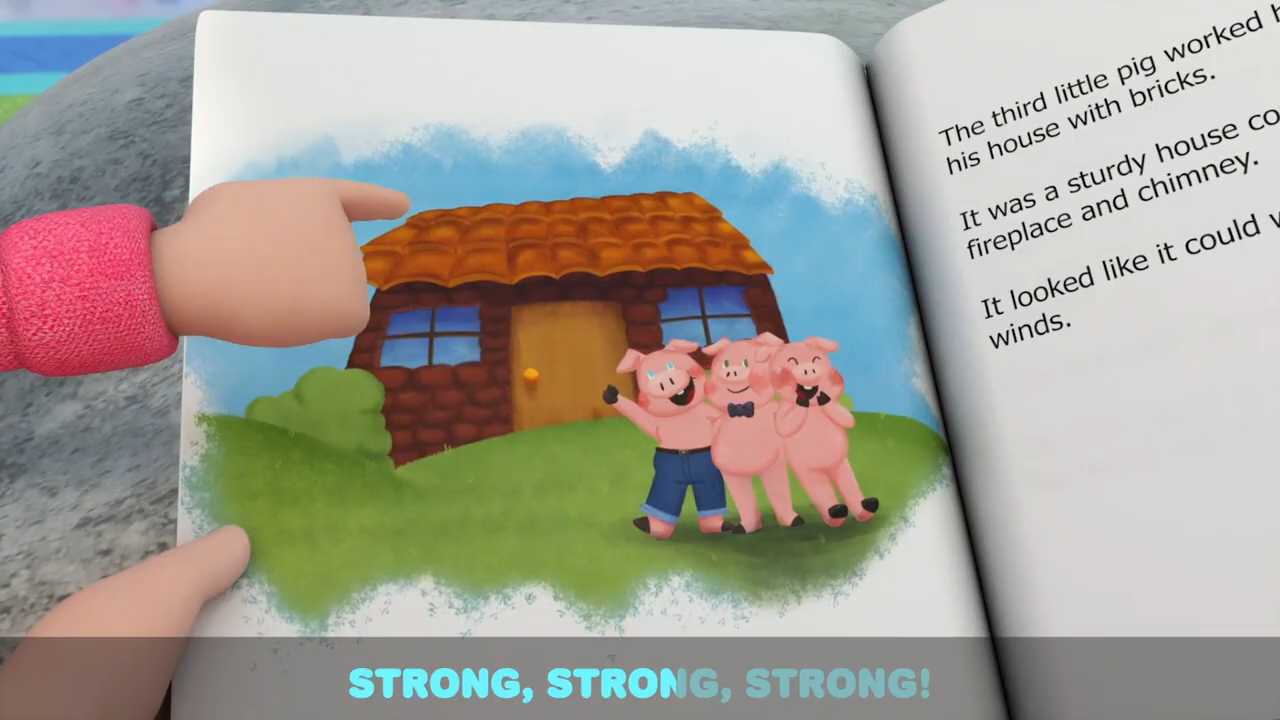 The third little pig worked
his house with bricks.
It was a sturdy house
fireplace and chimney.
It looked like it could
winds.
STRONG, STRONG, STRONG!